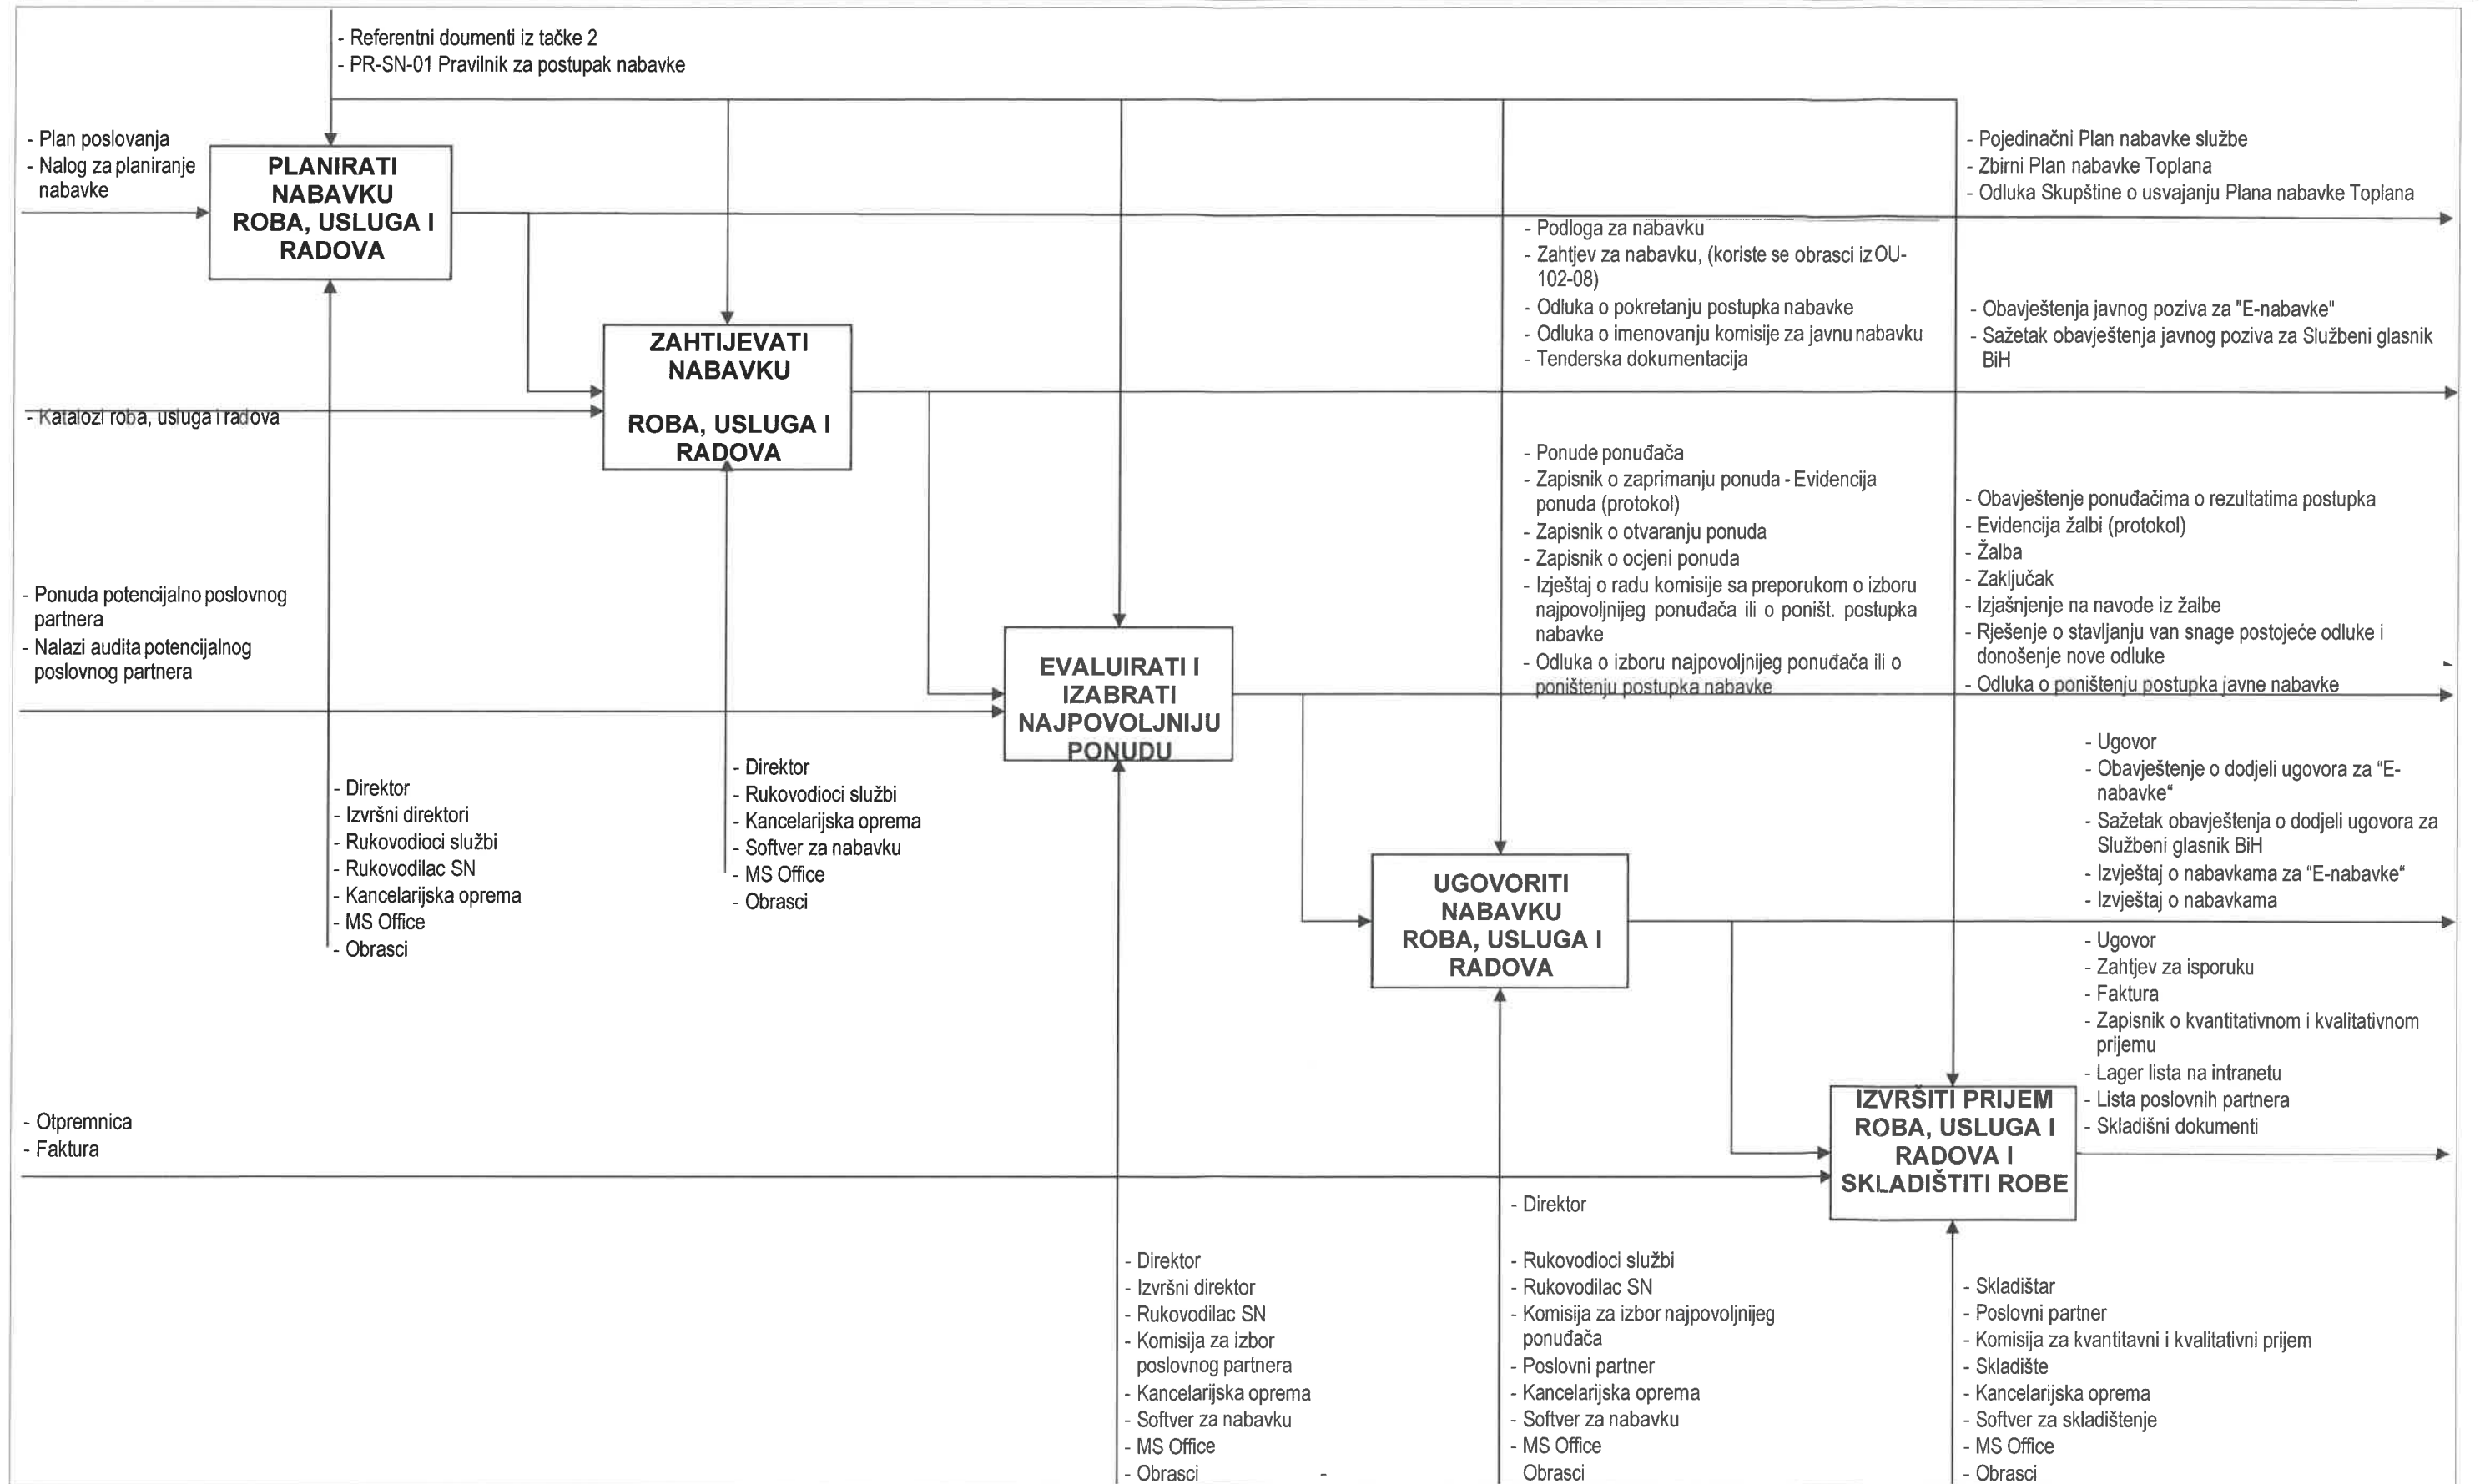 - Referentni doumenti iz tačke 2
- PR-SN-01 Pravilnik za postupak nabavke
- Plan poslovanja
- Nalog za planiranje
nabavke
PLANIRATI
NABAVKU
ROBA, USLUGA I
RADOVA
- Pojedinačni Plan nabavke službe
- Zbirni Plan nabavke Toplana
- Odluka Skupštine o usvajanju Plana nabavke Toplana
- Podloga za nabavku
- Zahtjev za nabavku, (koriste se obrasci iz OU-
102-08)
- Odluka o pokretanju postupka nabavke
- Odluka o imenovanju komisije za javnu nabavku
- Tenderska dokumentacija
- Obavještenja javnog poziva za "E-nabavke"
- Sažetak obavještenja javnog poziva za Službeni glasnik
BiH
ZAHTIJEVATI
NABAVKU
ROBA, USLUGA I
RADOVA
- Katalozi roba, usluga i radova
- Ponude ponuđača
- Zapisnik o zaprimanju ponuda - Evidencija
ponuda (protokol)
- Zapisnik o otvaranju ponuda
- Zapisnik o ocjeni ponuda
- Izještaj o radu komisije sa preporukom o izboru
najpovoljnijeg ponuđača ili o poništ. postupka
nabavke
- Odluka o izboru najpovoljnijeg ponuđača ili o
poništenju postupka nabavke
- Obavještenje ponuđačima o rezultatima postupka
- Evidencija žalbi (protokol)
- Žalba
- Zaključak
- Izjašnjenje na navode iz žalbe
- Rješenje o stavljanju van snage postojeće odluke i
donošenje nove odluke
- Odluka o poništenju postupka javne nabavke
- Ponuda potencijalno poslovnog
partnera
- Nalazi audita potencijalnog
poslovnog partnera
EVALUIRATI I
IZABRATI
NAJPOVOLJNIJU
PONUDU
- Direktor
- Izvršni direktori
- Rukovodioci službi
- Rukovodilac SN
- Kancelarijska oprema
- MS Office
- Obrasci
- Direktor
- Rukovodioci službi
- Kancelarijska oprema
- Softver za nabavku
- MS Office
- Obrasci
- Ugovor
- Obavještenje o dodjeli ugovora za “E-
nabavke“
- Sažetak obavještenja o dodjeli ugovora za
Službeni glasnik BiH
- Izvještaj o nabavkama za “E-nabavke“
- Izvještaj o nabavkama
UGOVORITI
NABAVKU
ROBA, USLUGA I
RADOVA
- Ugovor
- Zahtjev za isporuku
- Faktura
- Zapisnik o kvantitativnom i kvalitativnom
prijemu
- Lager lista na intranetu
- Lista poslovnih partnera
- Skladišni dokumenti
- Otpremnica
- Faktura
IZVRŠITI PRIJEM
ROBA, USLUGA I
RADOVA I
SKLADIŠTITI ROBE
- Direktor
- Izvršni direktor
- Rukovodilac SN
- Komisija za izbor
poslovnog partnera
- Kancelarijska oprema
- Softver za nabavku
- MS Office
- Obrasci
- Direktor
- Rukovodioci službi
- Rukovodilac SN
- Komisija za izbor najpovoljnijeg
ponuđača
- Poslovni partner
- Kancelarijska oprema
- Softver za nabavku
- MS Office
Obrasci
- Skladištar
- Poslovni partner
- Komisija za kvantitavni i kvalitativni prijem
- Skladište
- Kancelarijska oprema
- Softver za skladištenje
- MS Office
- Obrasci